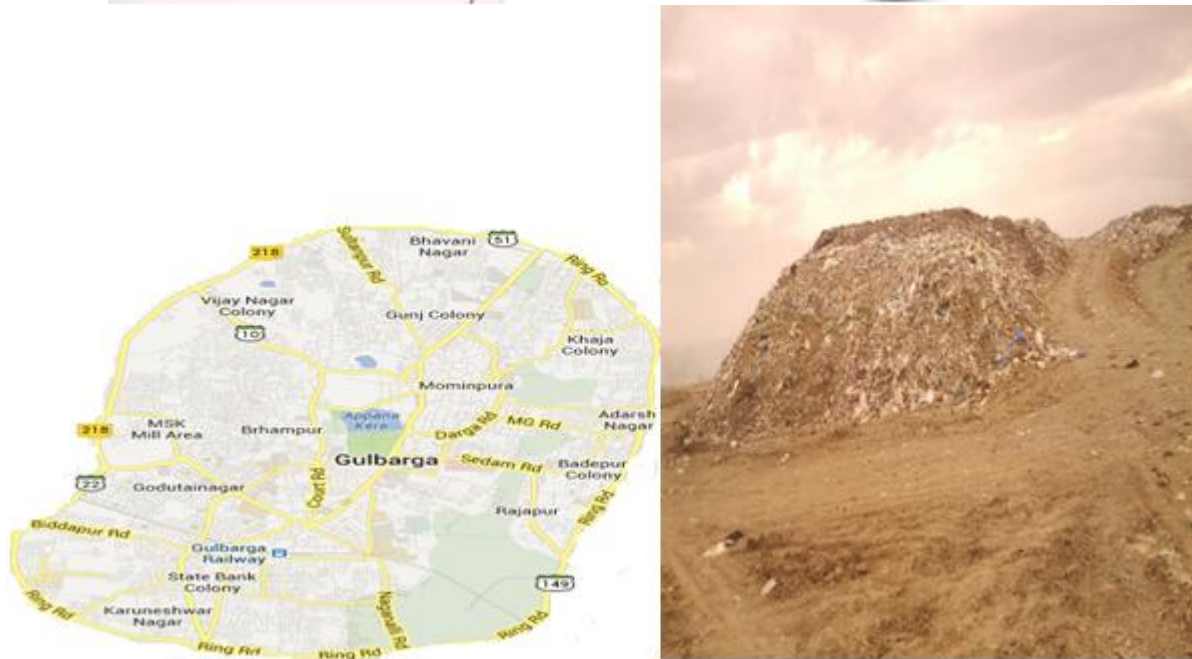 Sultanpur Rd
Bhavani
Nagar
51
218
Ring Ro
Vijay Nagar
Colony
Gunj Colony
10
Khaja
Colony
Mominpura
Appana
Kere
MSK
Mill Area
218
Brhampur
Darga Rd
MG Rd
Adarsh
Nagar
Gulbarga
Sedam Rd
Badepur
Colony
22
Godutainagar
Court Rd
Rajapur
Ring Rd
Biddapur Rd
Gulbarga
Railway
State Bank
Colony
149
Karuneshwar
Nagar
Ring Rd
Naganalli Rd
Ring Rd
Ring Rd
Ring Rd